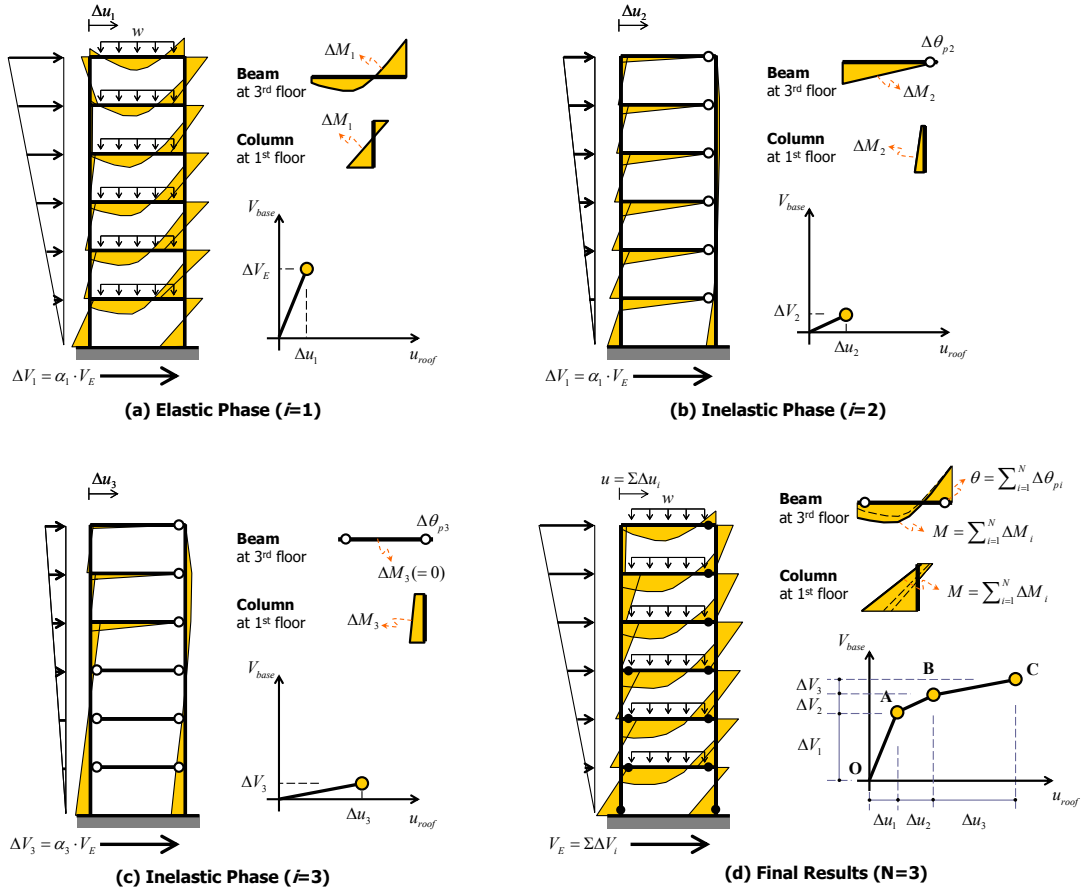 Δu₁
w
Beam
at 3rd floor
ΔM₁
Column
at 1st floor
ΔM₁
V_base
ΔV_E
Δu₁
u_roof
ΔV₁ = α₁ · V_E
(a) Elastic Phase (i=1)
Δu₂
Beam
at 3rd floor
Δθ_p2
ΔM₂
Column
at 1st floor
ΔM₂
V_base
ΔV₂
Δu₂
u_roof
ΔV₁ = α₁ · V_E
(b) Inelastic Phase (i=2)
Δu₃
Beam
at 3rd floor
Δθ_p3
ΔM₃(= 0)
Column
at 1st floor
ΔM₃
V_base
ΔV₃
Δu₃
u_roof
ΔV₃ = α₃ · V_E
(c) Inelastic Phase (i=3)
u = ΣΔu_i
w
Beam
at 3rd floor
θ = ∑_{i=1}^{N} Δθ_pi
M = ∑_{i=1}^{N} ΔM_i
Column
at 1st floor
M = ∑_{i=1}^{N} ΔM_i
V_base
ΔV₃
ΔV₂
ΔV₁
O
A
B
C
u_roof
Δu₁ Δu₂ Δu₃
V_E = ΣΔV_i
(d) Final Results (N=3)